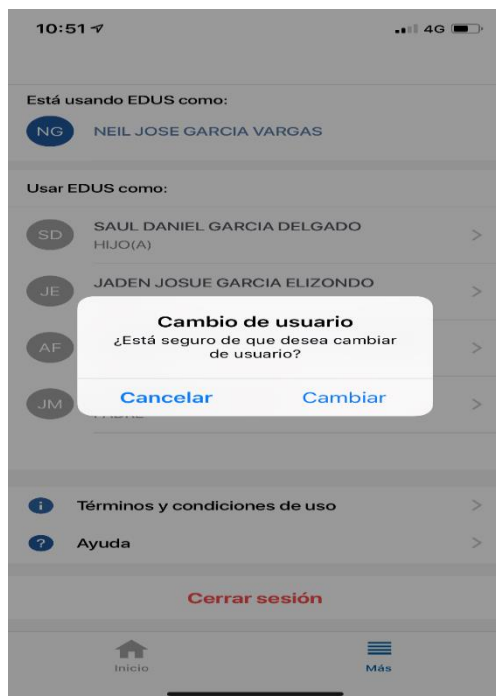 10:51
4G
Está usando EDUS como:
NG
NEIL JOSE GARCIA VARGAS
Usar EDUS como:
SD
SAUL DANIEL GARCIA DELGADO
HIJO(A)
JE
JADEN JOSUE GARCIA ELIZONDO
Cambio de usuario
¿Está seguro de que desea cambiar
de usuario?
AF
Cancelar
Cambiar
JM
Términos y condiciones de uso
Ayuda
Cerrar sesión
Inicio
Más